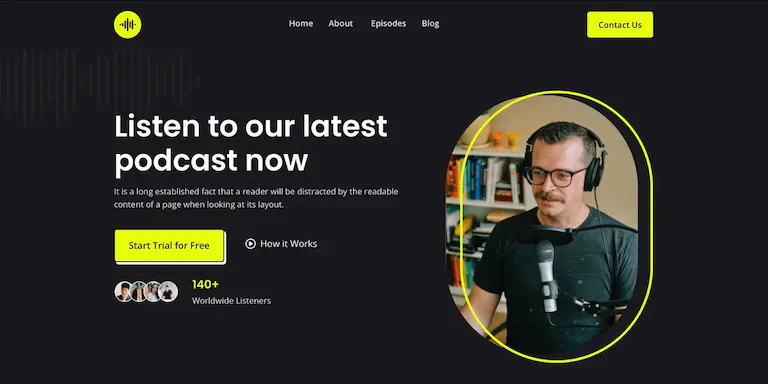 Home
About
Episodes
Blog
Contact Us
Listen to our latest
podcast now
It is a long established fact that a reader will be distracted by the readable
content of a page when looking at its layout.
Start Trial for Free
How it Works
140+
Worldwide Listeners